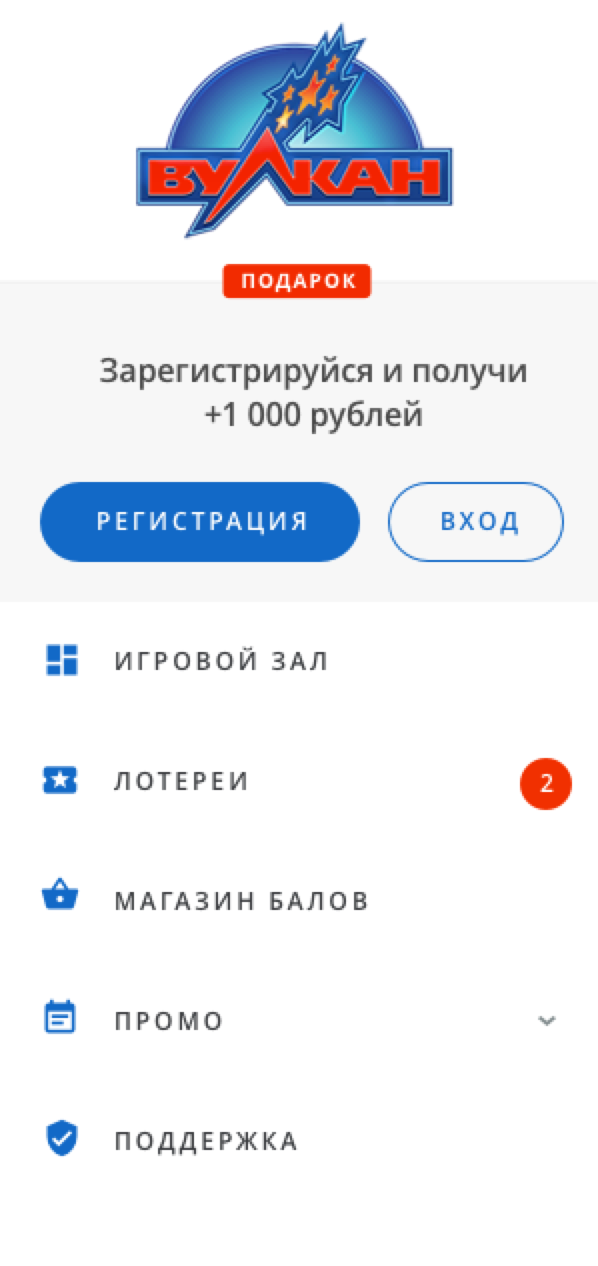 ВУЛКАН
ПОДАРОК
Зарегистрируйся и получи
+1 000 рублей
РЕГИСТРАЦИЯ
ВХОД
ИГРОВОЙ ЗАЛ
ЛОТЕРЕИ
2
МАГАЗИН БАЛОВ
ПРОМО
ПОДДЕРЖКА